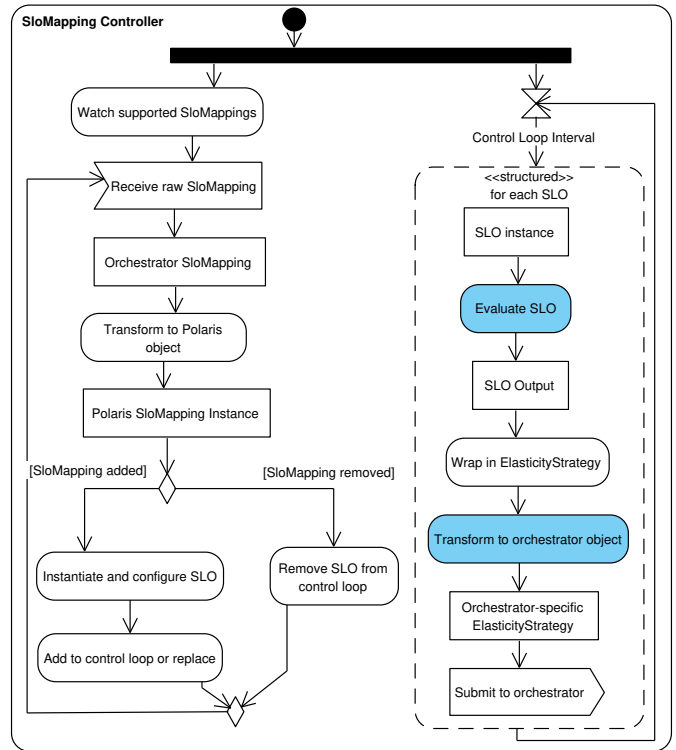 SloMapping Controller
Watch supported SloMappings
Receive raw SloMapping
Orchestrator SloMapping
Transform to Polaris
object
Polaris SloMapping Instance
[SloMapping added]
[SloMapping removed]
Instantiate and configure SLO
Remove SLO from
control loop
Add to control loop or replace
Control Loop Interval
<<structured>>
for each SLO
SLO instance
Evaluate SLO
SLO Output
Wrap in ElasticityStrategy
Transform to orchestrator object
Orchestrator-specific
ElasticityStrategy
Submit to orchestrator